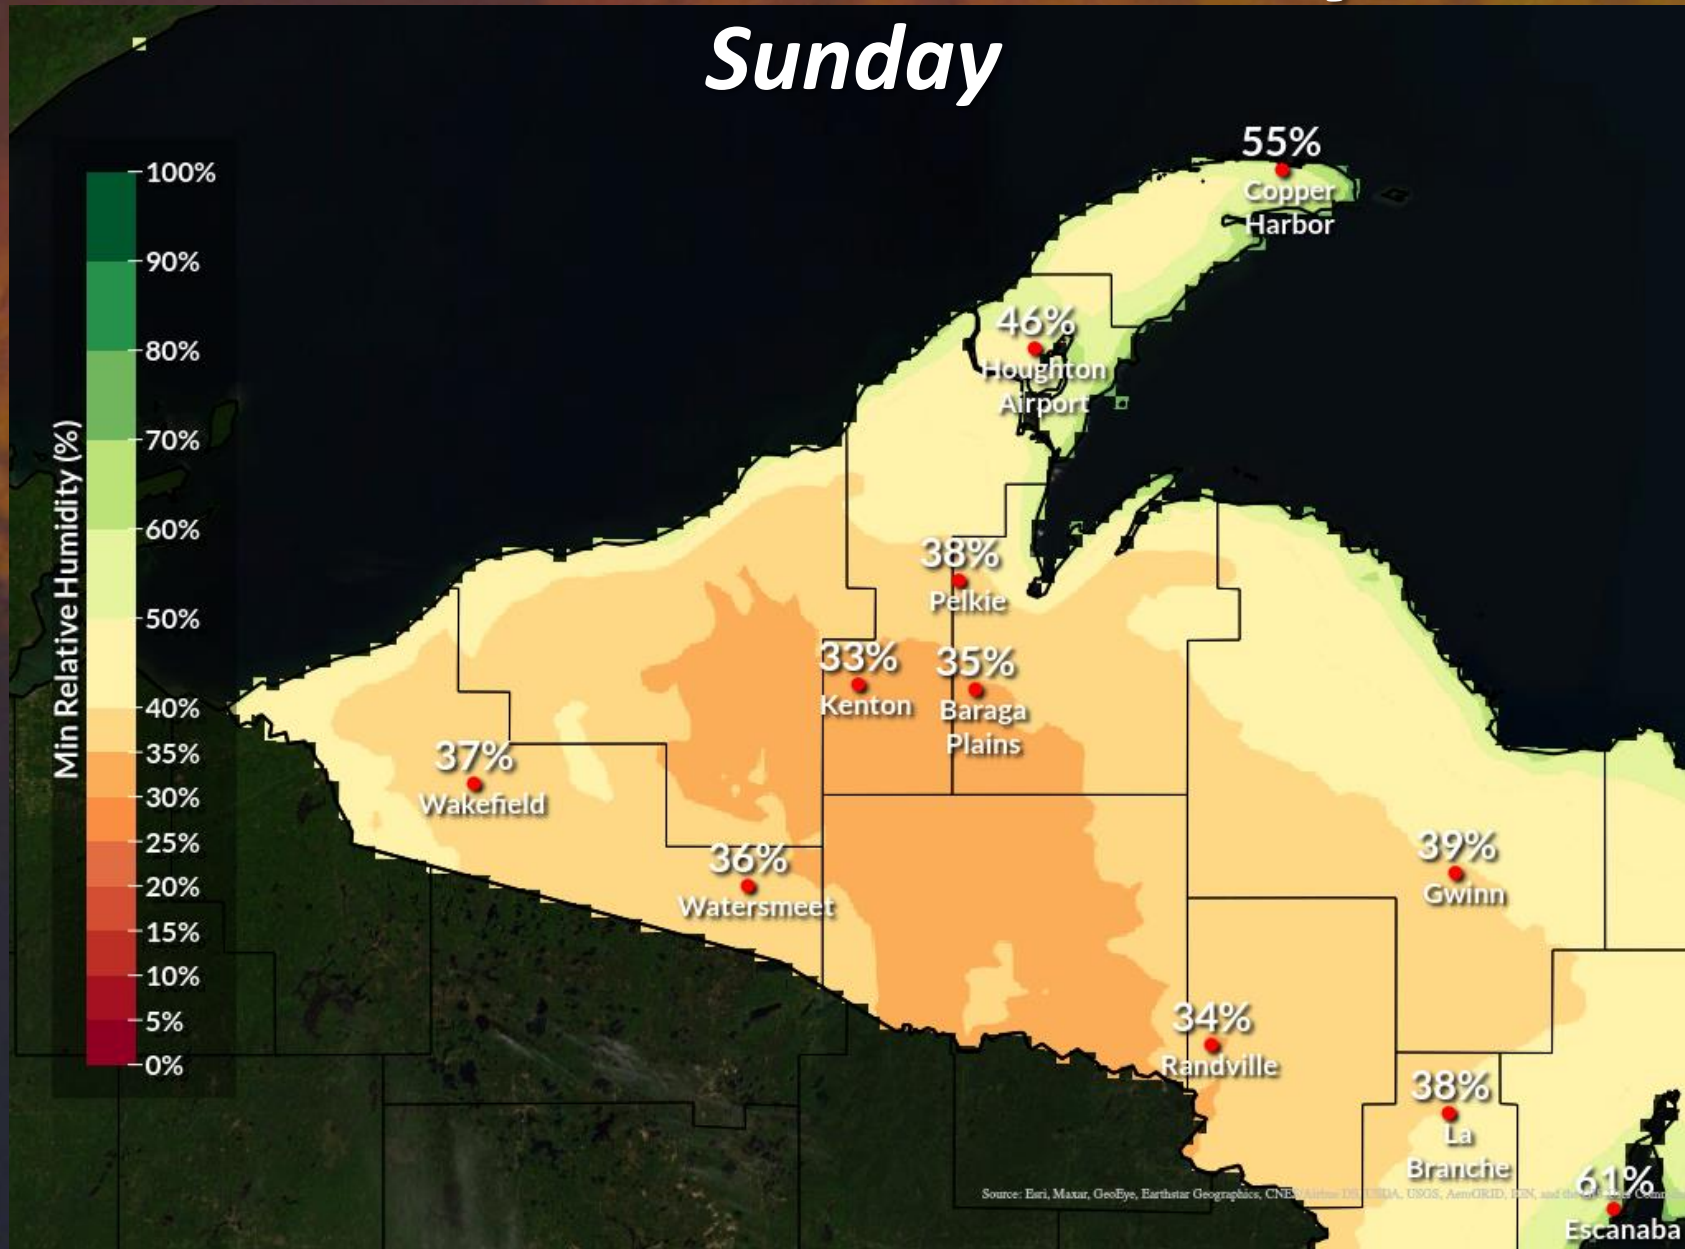 Sunday
100%
90%
80%
70%
60%
50%
40%
35%
30%
25%
20%
15%
10%
5%
0%
Min Relative Humidity (%)
55%
Copper
Harbor
46%
Houghton
Airport
38%
Pelkie
33%
Kenton
35%
Baraga
Plains
37%
Wakefield
36%
Watersmeet
39%
Gwinn
34%
Randville
38%
La
Branche
61%
Escanaba
Source: Esri, Maxar, GeoEye, Earthstar Geographics, CNES/Airbus DS, USDA, USGS, AeroGRID, IGN, and the GIS User